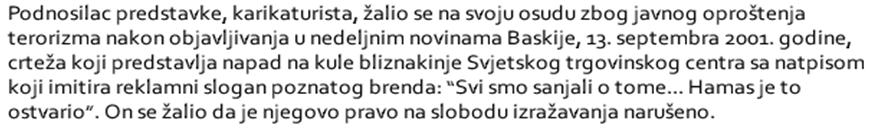 Podnosilac predstavke, karikaturista, žalio se na svoju osudu zbog javnog oproštenja
terorizma nakon objavljivanja u nedeljnim novinama Baskije, 13. septembra 2001. godine,
crteža koji predstavlja napad na kule bliznakinje Svjetskog trgovinskog centra sa natpisom
koji imitira reklamni slogan poznatog brenda: “Svi smo sanjali o tome... Hamas je to
ostvario”. On se žalio da je njegovo pravo na slobodu izražavanja narušeno.